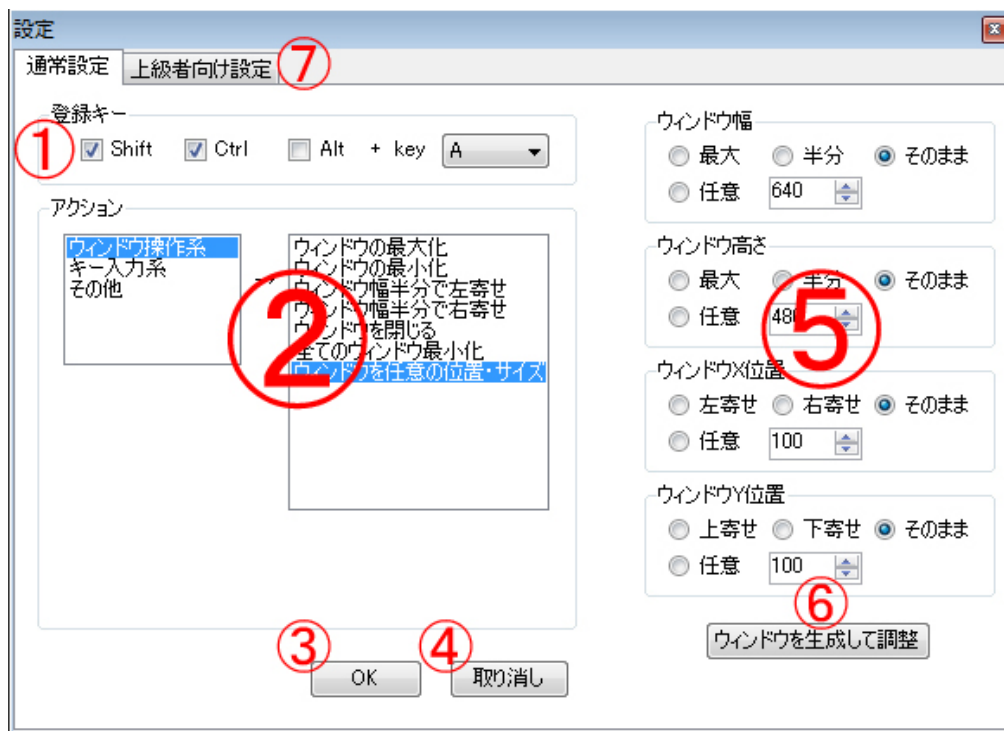 設定
通常設定 上級者向け設定 ⑦
登録キー
① Shift Ctrl Alt + key A
アクション
ウィンドウ操作系
キー入力系
その他
②
ウィンドウの最大化
ウィンドウの最小化
ウィンドウ幅半分で左寄せ
ウィンドウ幅半分で右寄せ
ウィンドウを閉じる
全てのウィンドウ最小化
ウィンドウを任意の位置・サイズ
③ OK
④ 取り消し
ウィンドウ幅
最大 半分 そのまま
任意 640
ウィンドウ高さ
最大 半分 そのまま
任意 480
⑤
ウィンドウX位置
左寄せ 右寄せ そのまま
任意 100
ウィンドウY位置
上寄せ 下寄せ そのまま
任意 100
⑥
ウィンドウを生成して調整